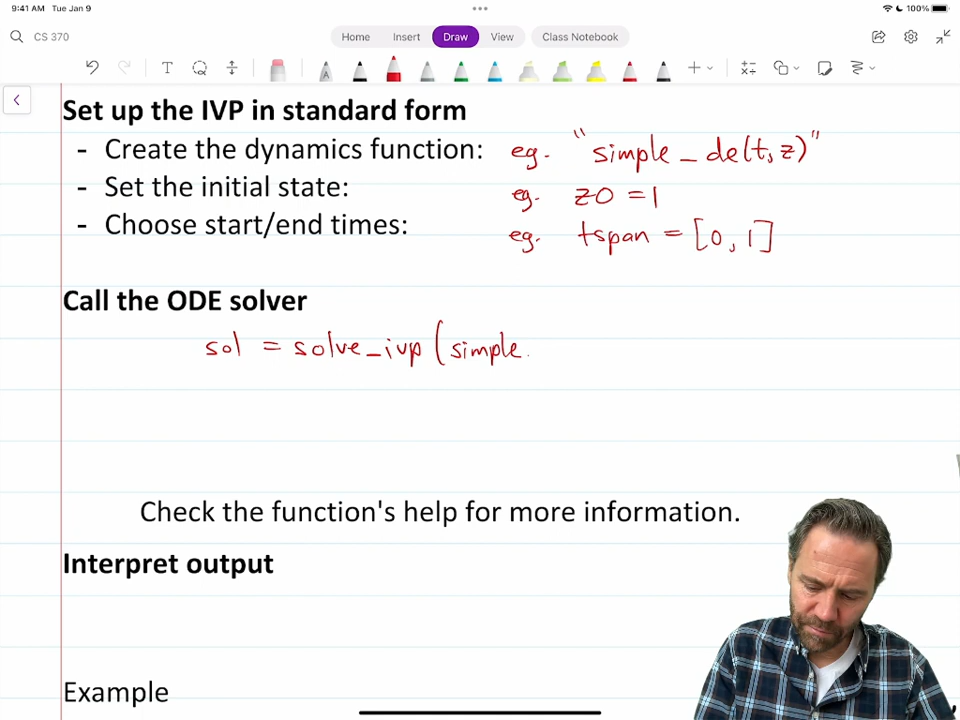 9:41 AM Tue Jan 9
100%
CS 370
Home Insert Draw View Class Notebook
T A
Set up the IVP in standard form
- Create the dynamics function: eg. "simple_de(t, z)"
- Set the initial state: eg. z0 = 1
- Choose start/end times: eg. tspan = [0, 1]
Call the ODE solver
sol = solve_ivp (simple
Check the function's help for more information.
Interpret output
Example